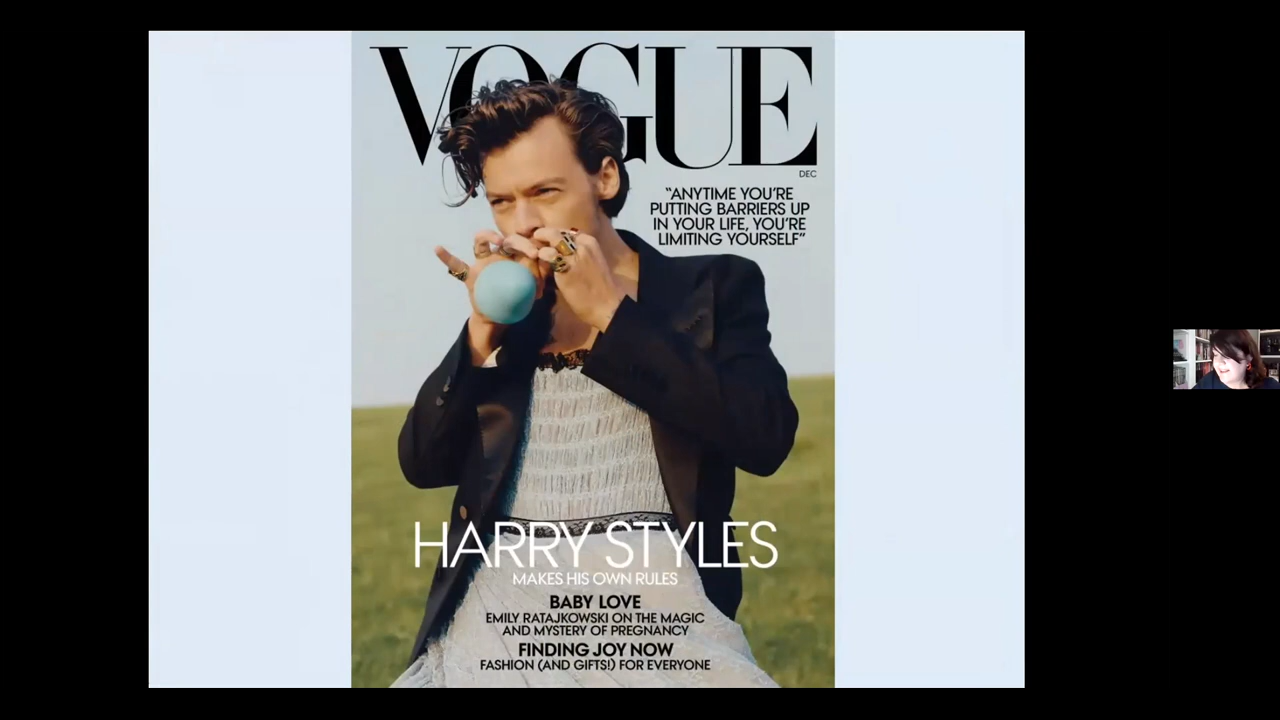 VOGUE
DEC
“ANYTIME YOU’RE
PUTTING BARRIERS UP
IN YOUR LIFE, YOU’RE
LIMITING YOURSELF”
HARRY STYLES
MAKES HIS OWN RULES
BABY LOVE
EMILY RATAJKOWSKI ON THE MAGIC
AND MYSTERY OF PREGNANCY
FINDING JOY NOW
FASHION (AND GIFTS!) FOR EVERYONE